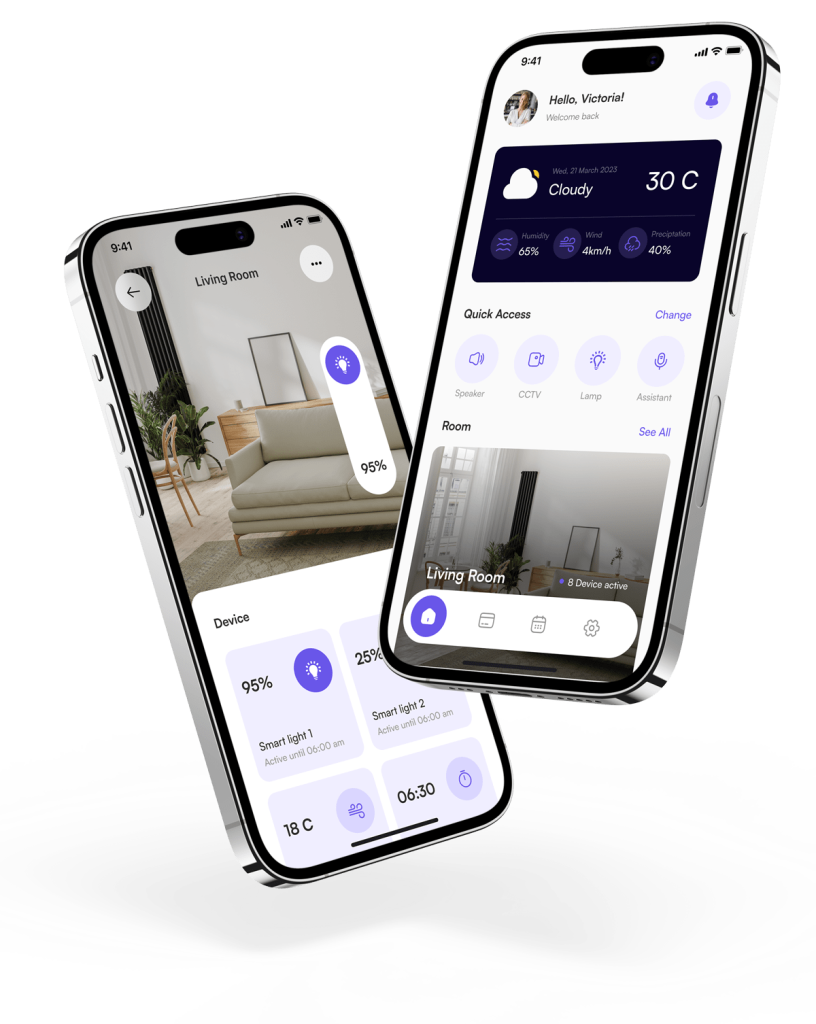 9:41
Living Room
95%
Device
95%
Smart light 1
Active until 06:00 am
25%
Smart light 2
Active until 06:00 am
18 C
06:30
9:41
Hello, Victoria!
Welcome back
Wed, 21 March 2023
Cloudy
30 C
Humidity
65%
Wind
4km/h
Preciptation
40%
Quick Access
Change
Speaker
CCTV
Lamp
Assistant
Room
See All
Living Room
8 Device active